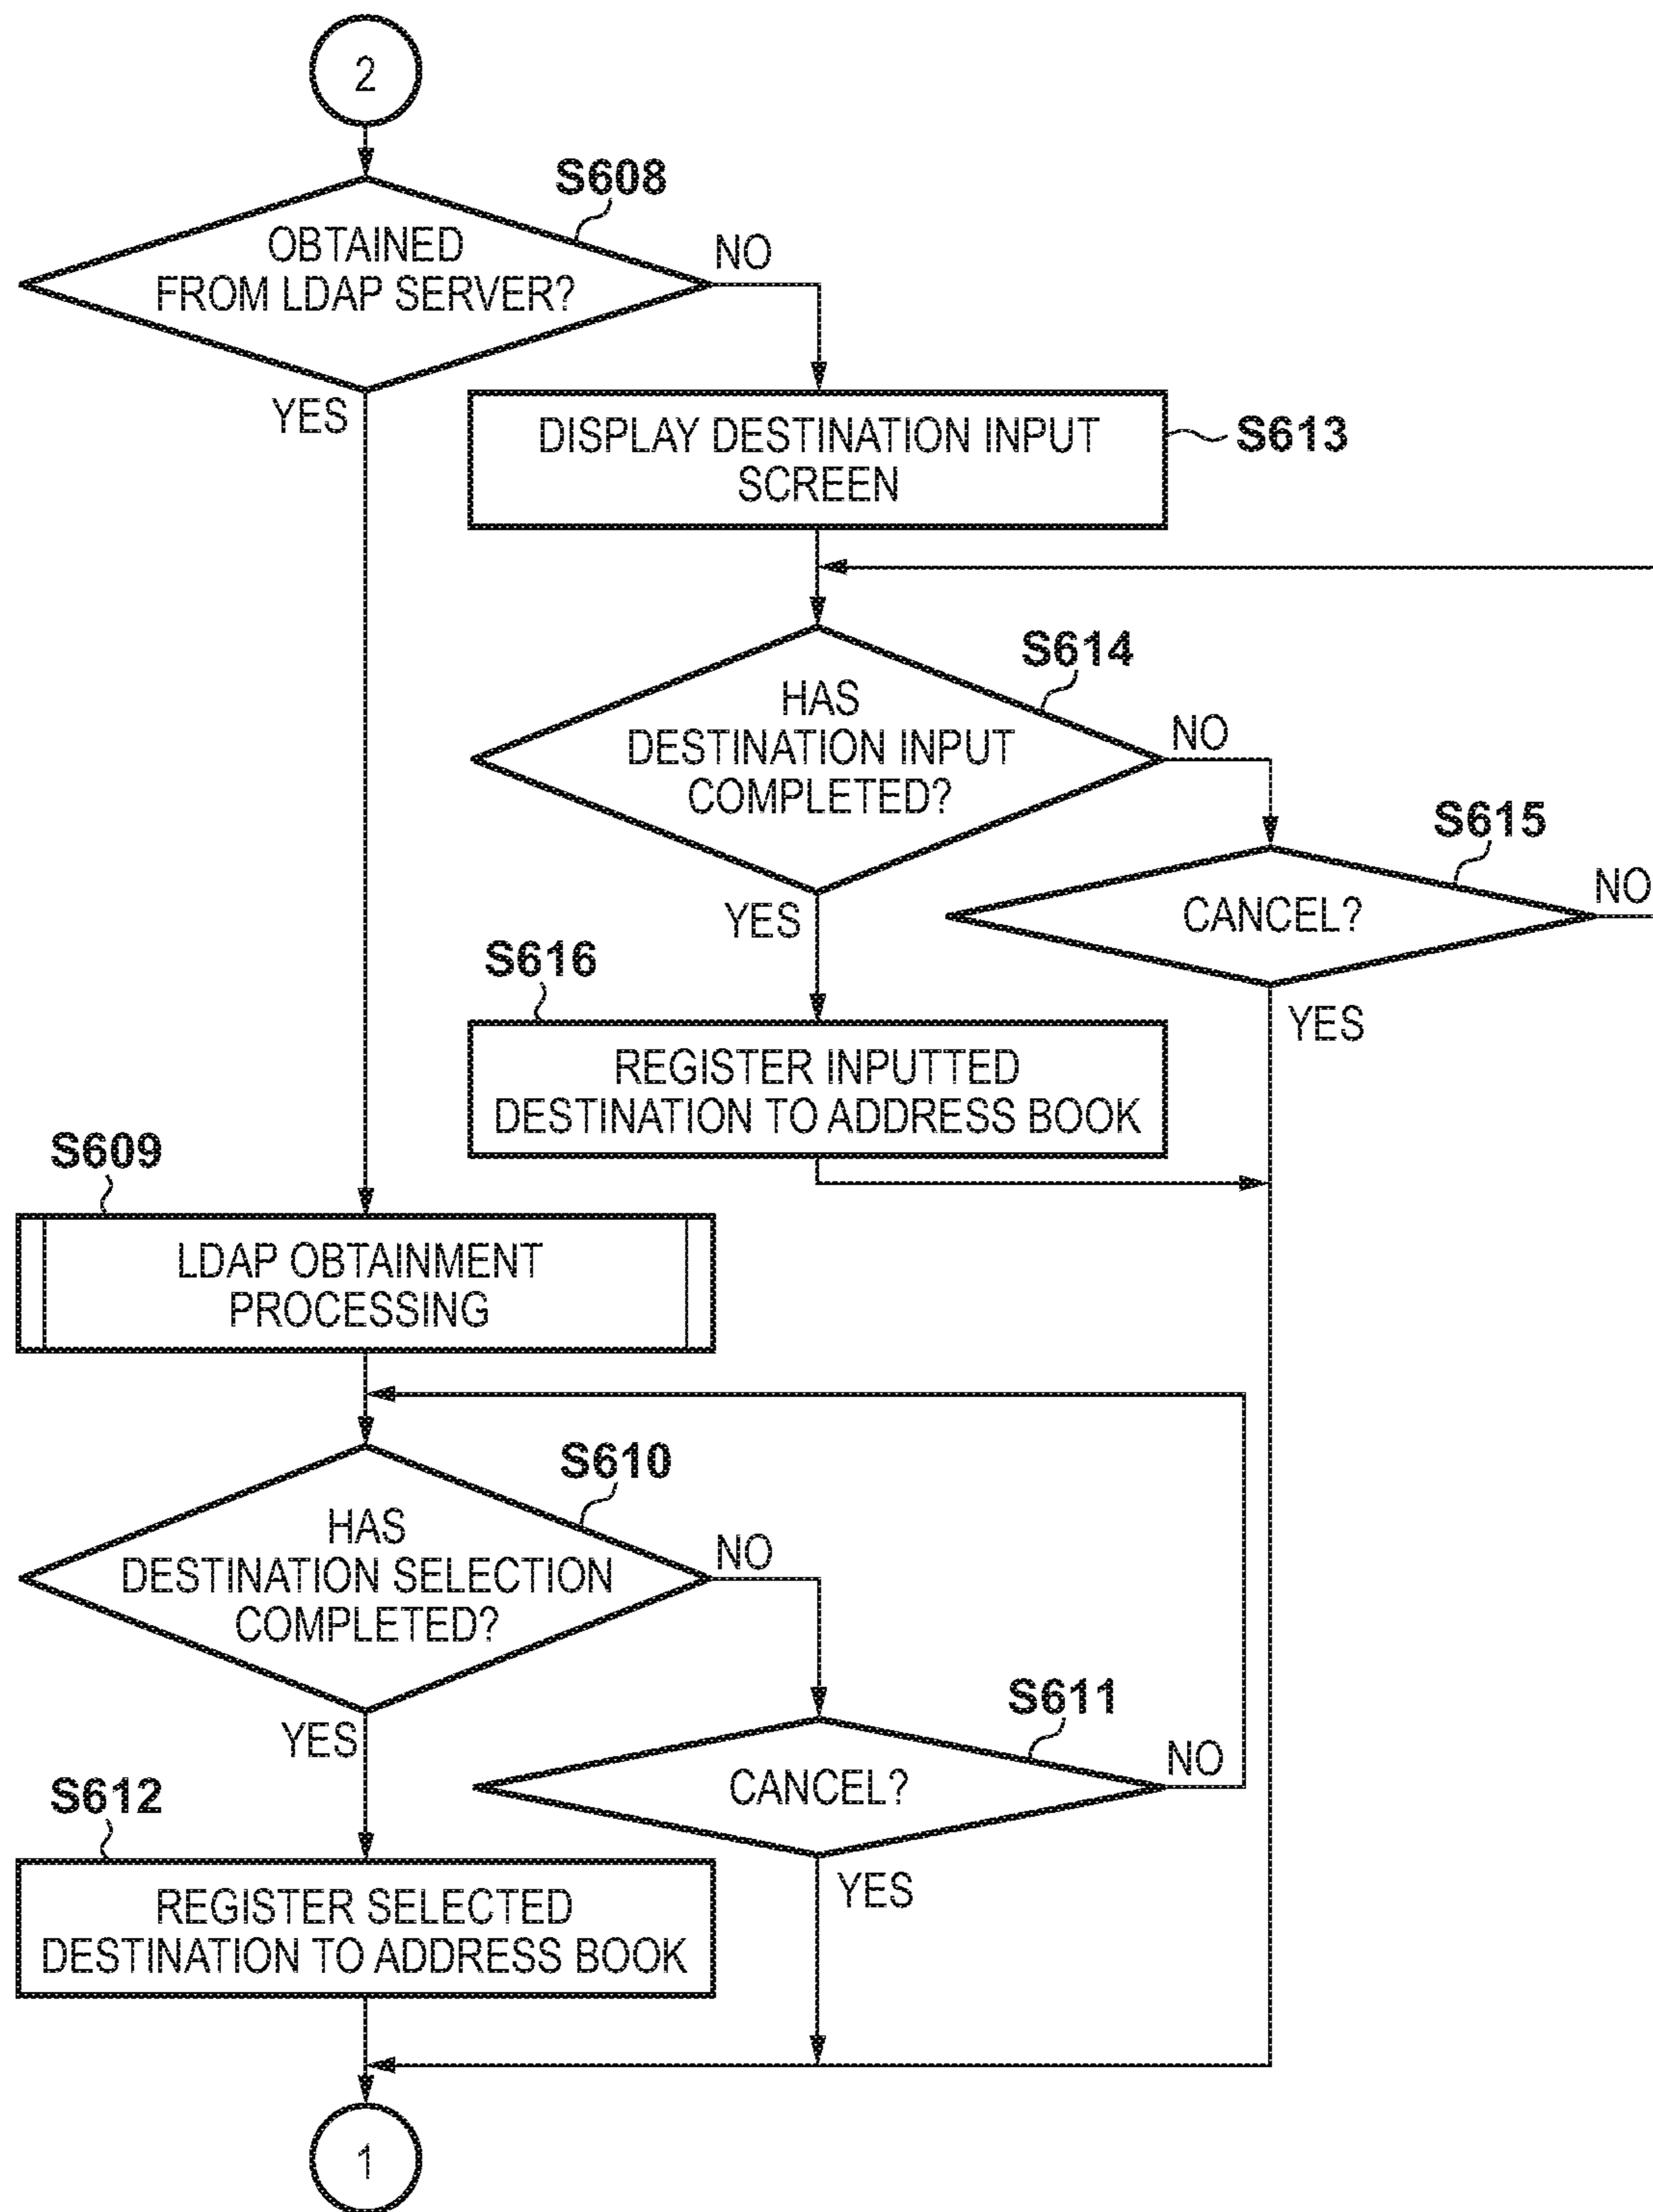 2
S608
OBTAINED
FROM LDAP SERVER?
NO
YES
DISPLAY DESTINATION INPUT
SCREEN
S613
S614
HAS
DESTINATION INPUT
COMPLETED?
NO
YES
S615
CANCEL?
NO
YES
S616
REGISTER INPUTTED
DESTINATION TO ADDRESS BOOK
S609
LDAP OBTAINMENT
PROCESSING
S610
HAS
DESTINATION SELECTION
COMPLETED?
NO
YES
S611
CANCEL?
NO
YES
S612
REGISTER SELECTED
DESTINATION TO ADDRESS BOOK
1